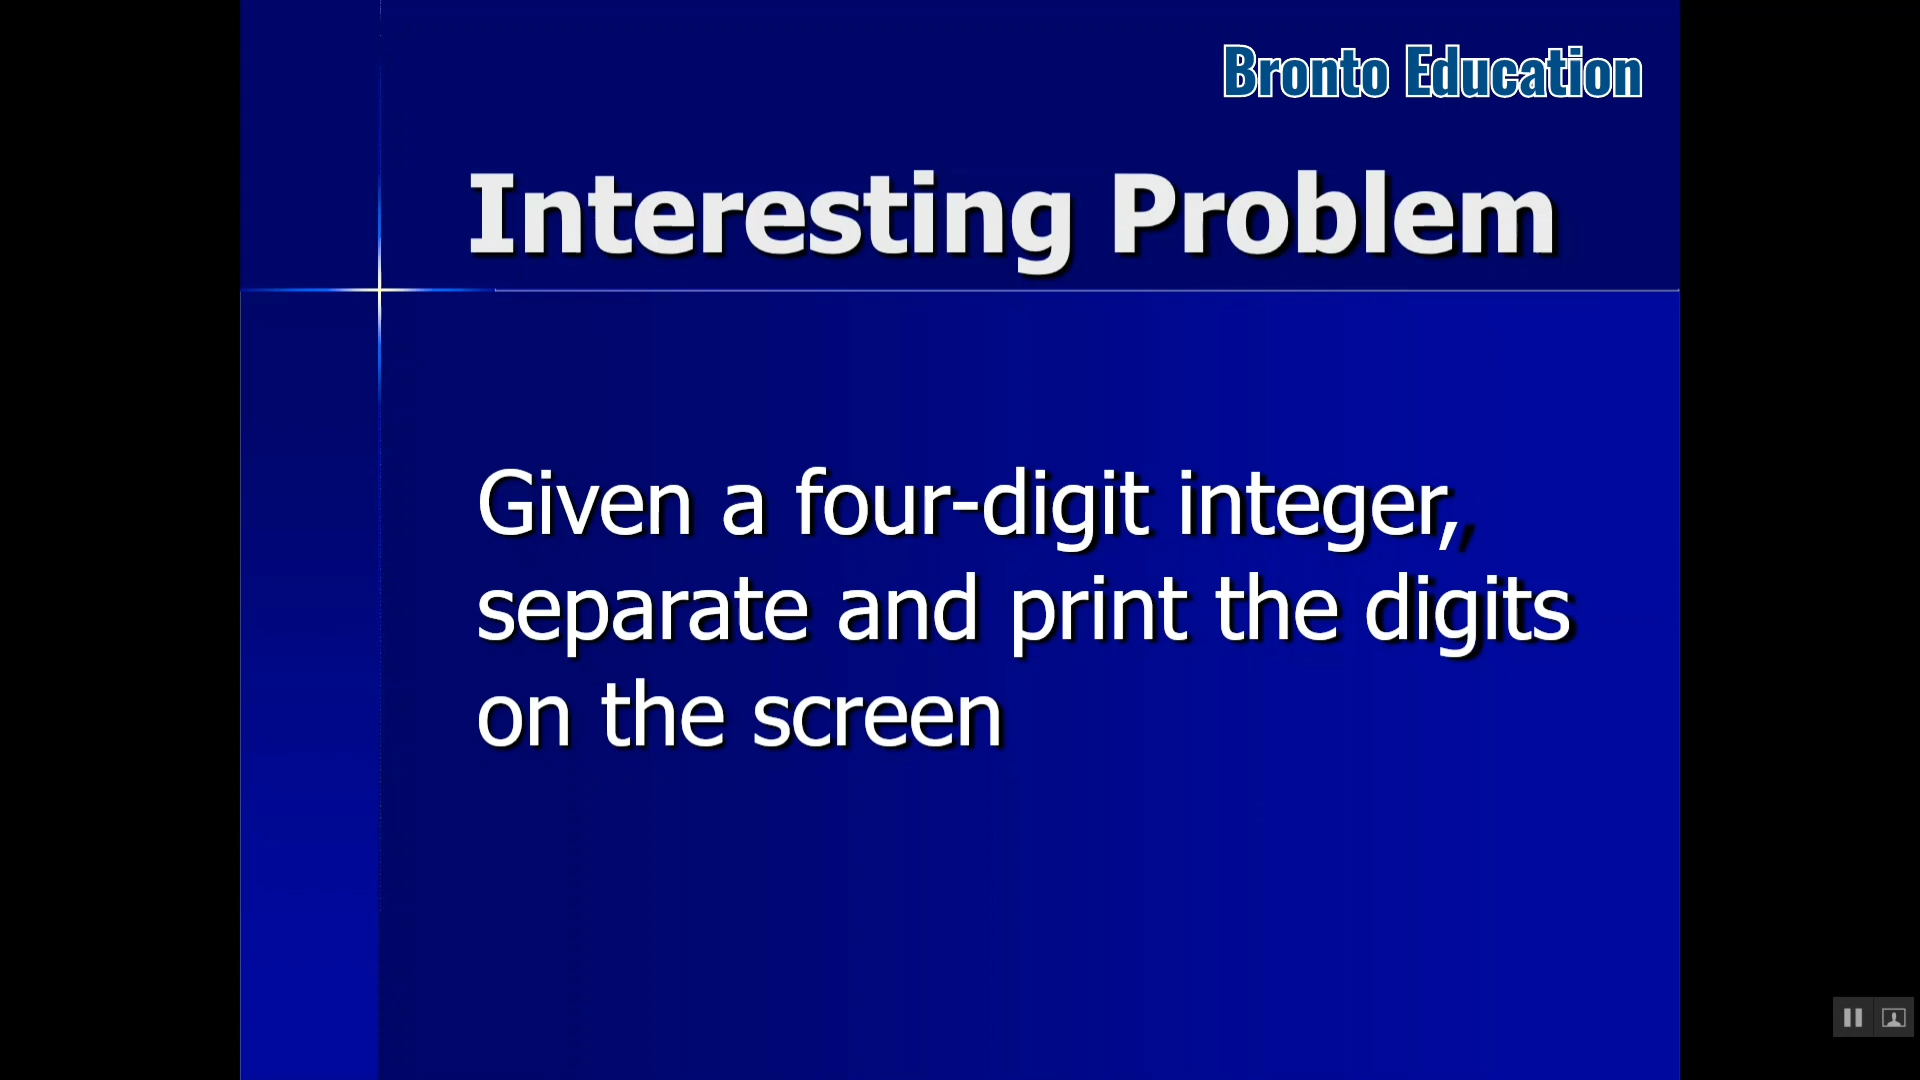 Bronto Education
Interesting Problem
Given a four-digit integer,
separate and print the digits
on the screen